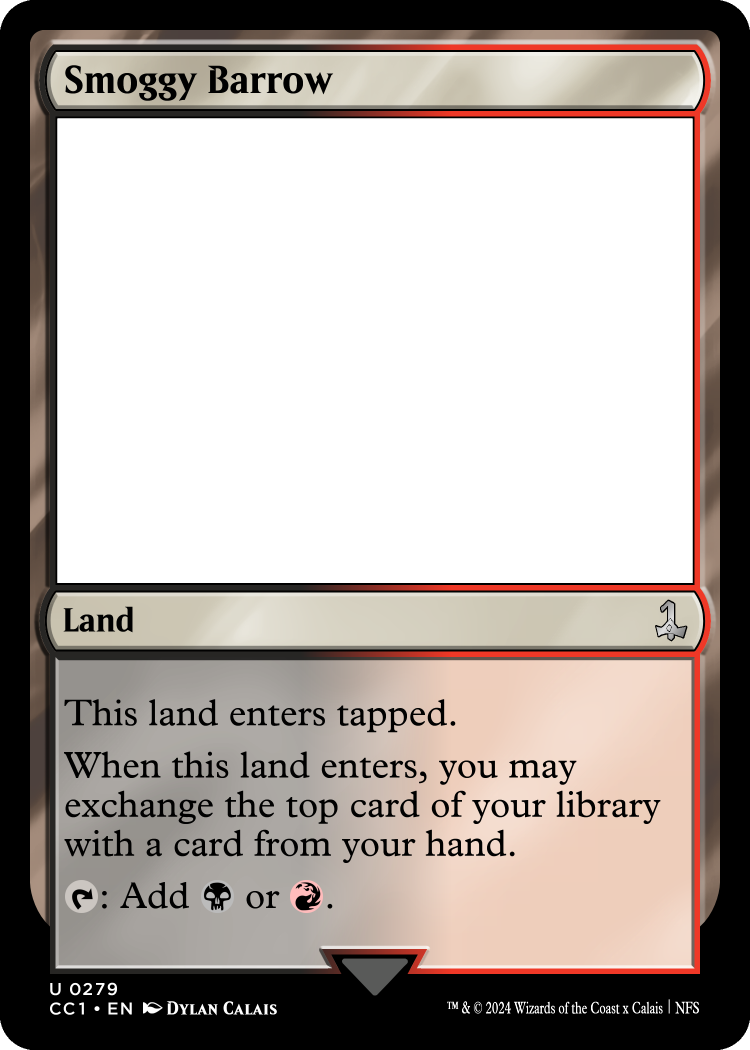 Smoggy Barrow
Land
This land enters tapped.
When this land enters, you may
exchange the top card of your library
with a card from your hand.
: Add or .
U 0279
CC1 • EN DYLAN CALAIS
™ & © 2024 Wizards of the Coast x Calais | NFS